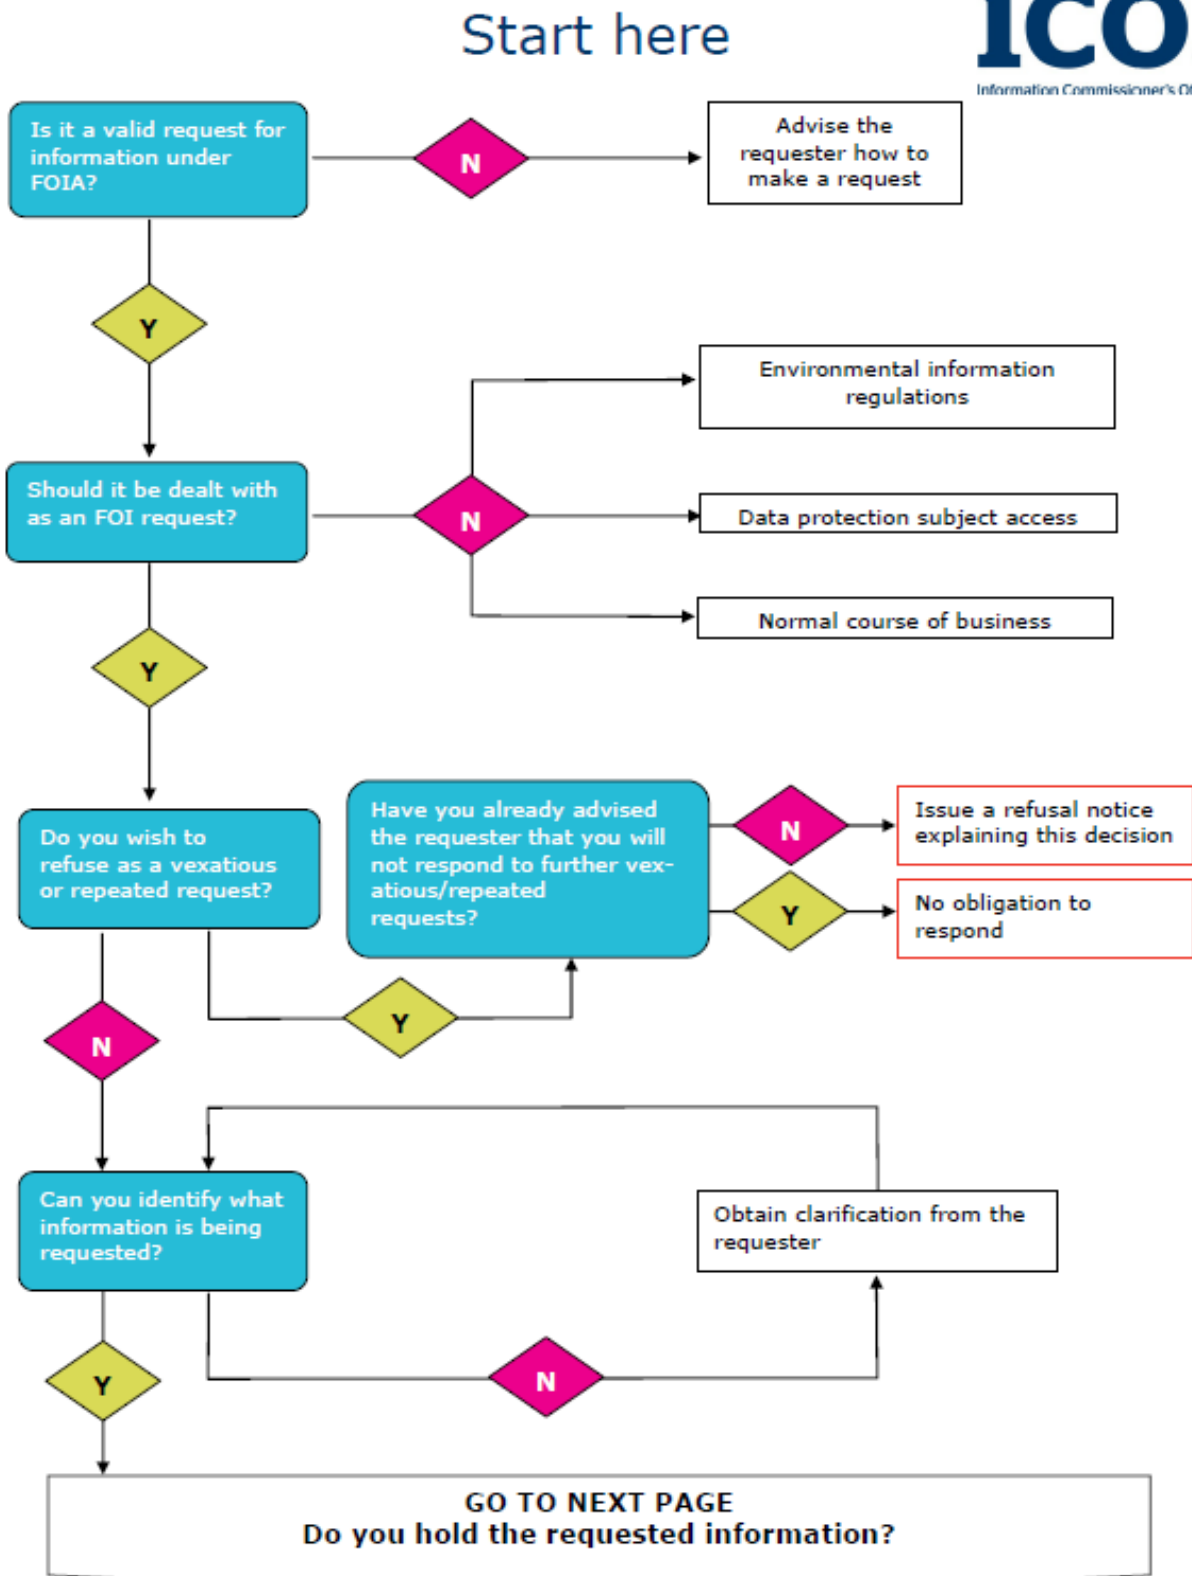 Start here
ico.
Information Commissioner's Of
Is it a valid request for
information under
FOIA?
N
Advise the
requester how to
make a request
Y
Environmental information
regulations
Should it be dealt with
as an FOI request?
N
Data protection subject access
Normal course of business
Y
Do you wish to
refuse as a vexatious
or repeated request?
Have you already advised
the requester that you will
not respond to further vex-
atious/repeated
requests?
N
Issue a refusal notice
explaining this decision
Y
No obligation to
respond
Y
N
Can you identify what
information is being
requested?
Obtain clarification from the
requester
Y
N
GO TO NEXT PAGE
Do you hold the requested information?